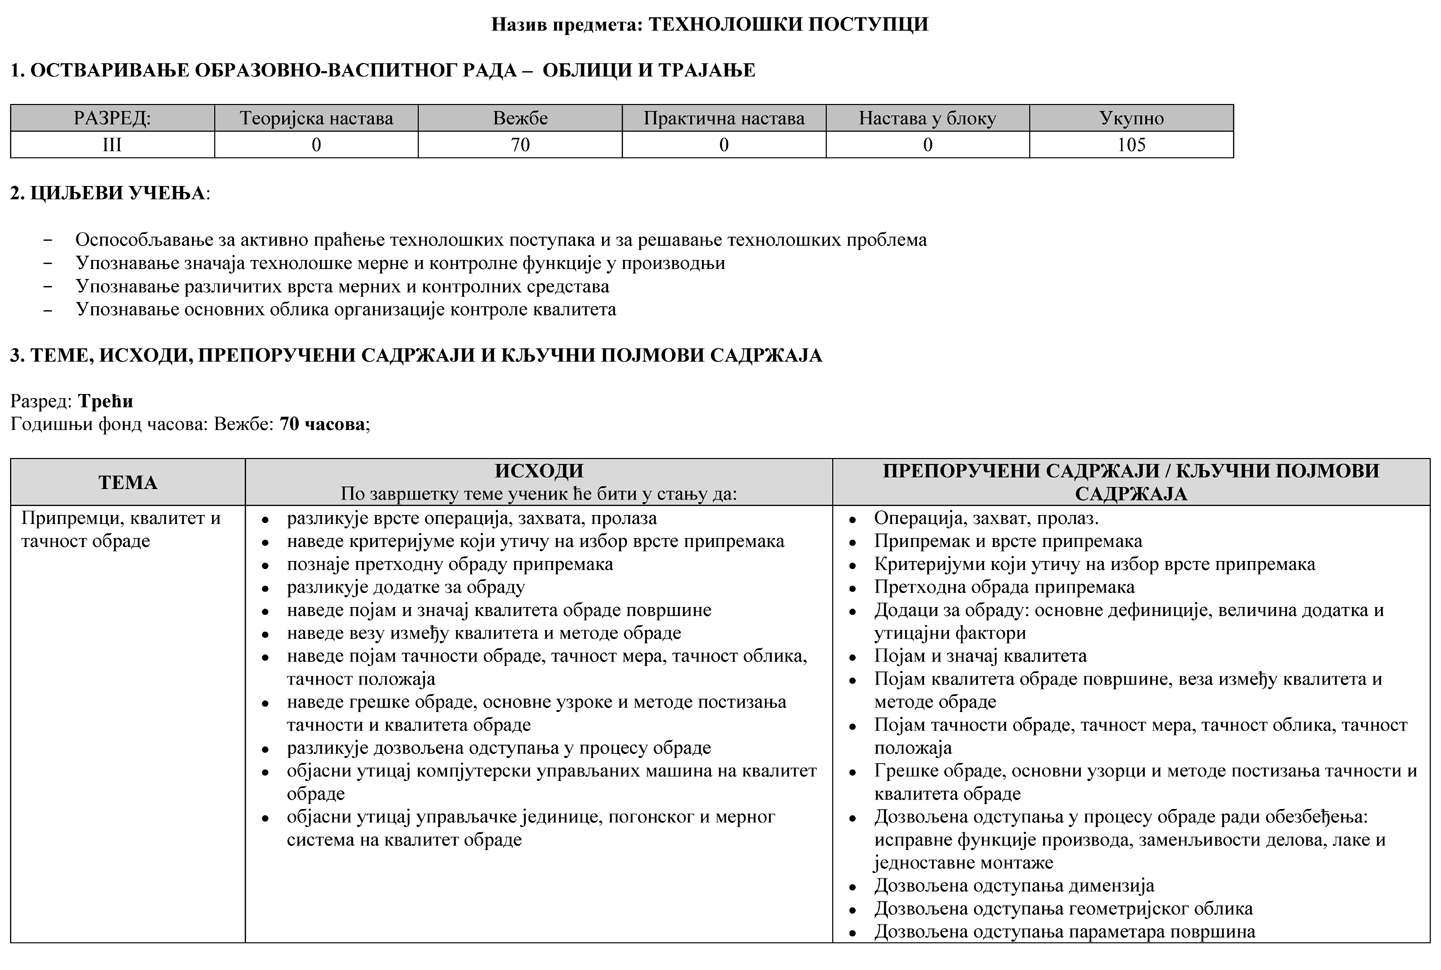 Назив предмета: ТЕХНОЛОШКИ ПОСТУПЦИ
1. ОСТВАРИВАЊЕ ОБРАЗОВНО-ВАСПИТНОГ РАДА – ОБЛИЦИ И ТРАЈАЊЕ
РАЗРЕД: Теоријска настава Вежбе Практична настава Настава у блоку Укупно
III 0 70 0 0 105
2. ЦИЉЕВИ УЧЕЊА:
– Оспособљавање за активно праћење технолошких поступака и за решавање технолошких проблема
– Упознавање значаја технолошке мерне и контролне функције у производњи
– Упознавање различитих врста мерних и контролних средстава
– Упознавање основних облика организације контроле квалитета
3. ТЕМЕ, ИСХОДИ, ПРЕПОРУЧЕНИ САДРЖАЈИ И КЉУЧНИ ПОЈМОВИ САДРЖАЈА
Разред: Трећи
Годишњи фонд часова: Вежбе: 70 часова;
ТЕМА
ИСХОДИ
По завршетку теме ученик ће бити у стању да:
ПРЕПОРУЧЕНИ САДРЖАЈИ / КЉУЧНИ ПОЈМОВИ
САДРЖАЈА
Припремци, квалитет и
тачност обраде
• разликује врсте операција, захвата, пролаза
• наведе критеријуме који утичу на избор врсте припремака
• познаје претходну обраду припремака
• разликује додатке за обраду
• наведе појам и значај квалитета обраде површине
• наведе везу између квалитета и методе обраде
• наведе појам тачности обраде, тачност мера, тачност облика,
тачност положаја
• наведе грешке обраде, основне узроке и методе постизања
тачности и квалитета обраде
• разликује дозвољена одступања у процесу обраде
• објасни утицај компјутерски управљаних машина на квалитет
обраде
• објасни утицај управљачке јединице, погонског и мерног
система на квалитет обраде
• Операција, захват, пролаз.
• Припремак и врсте припремака
• Критеријуми који утичу на избор врсте припремака
• Претходна обрада припремака
• Додаци за обраду: основне дефиниције, величина додатка и
утицајни фактори
• Појам и значај квалитета
• Појам квалитета обраде површине, веза између квалитета и
методе обраде
• Појам тачности обраде, тачност мера, тачност облика, тачност
положаја
• Грешке обраде, основни узорци и методе постизања тачности и
квалитета обраде
• Дозвољена одступања у процесу обраде ради обезбеђења:
исправне функције производа, заменљивости делова, лаке и
једноставне монтаже
• Дозвољена одступања димензија
• Дозвољена одступања геометријског облика
• Дозвољена одступања параметара површина